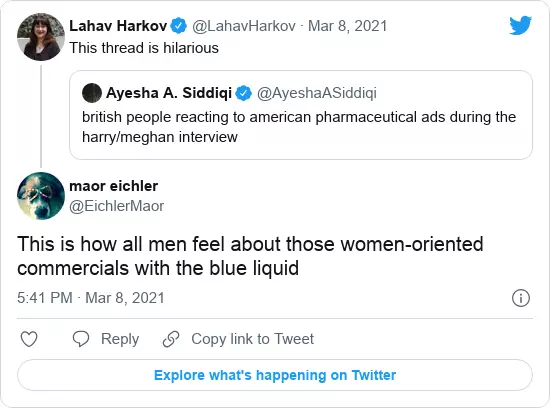 Lahav Harkov @LahavHarkov · Mar 8, 2021
This thread is hilarious
Ayesha A. Siddiqi @AyeshaASiddiqi
british people reacting to american pharmaceutical ads during the
harry/meghan interview
maor eichler
@EichlerMaor
This is how all men feel about those women-oriented
commercials with the blue liquid
5:41 PM · Mar 8, 2021
Reply Copy link to Tweet
Explore what's happening on Twitter